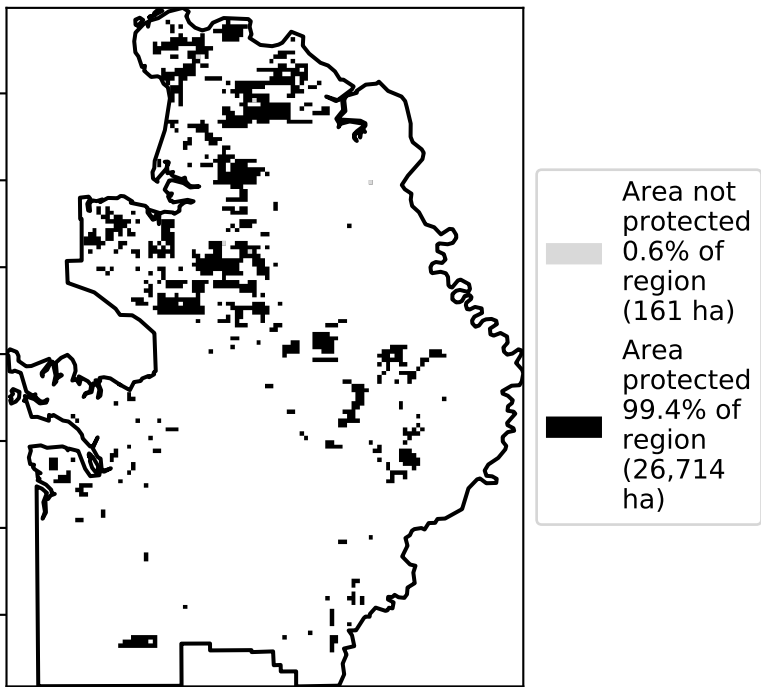 Area not
protected
0.6% of
region
(161 ha)
Area
protected
99.4% of
region
(26,714
ha)